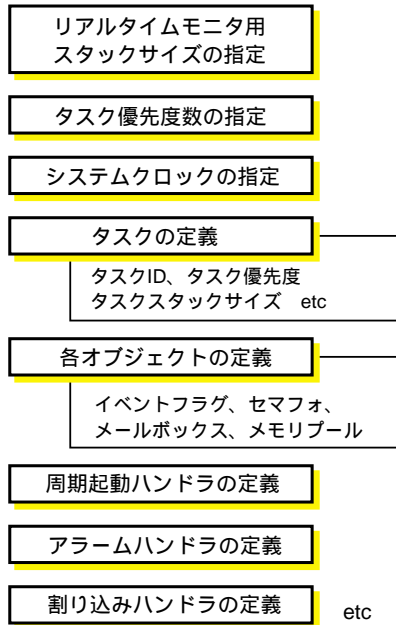 リアルタイムモニタ用
スタックサイズの指定
タスク優先度数の指定
システムクロックの指定
タスクの定義
タスクID、タスク優先度
タスクスタックサイズ etc
各オブジェクトの定義
イベントフラグ、セマフォ、
メールボックス、メモリプール
周期起動ハンドラの定義
アラームハンドラの定義
割り込みハンドラの定義 etc